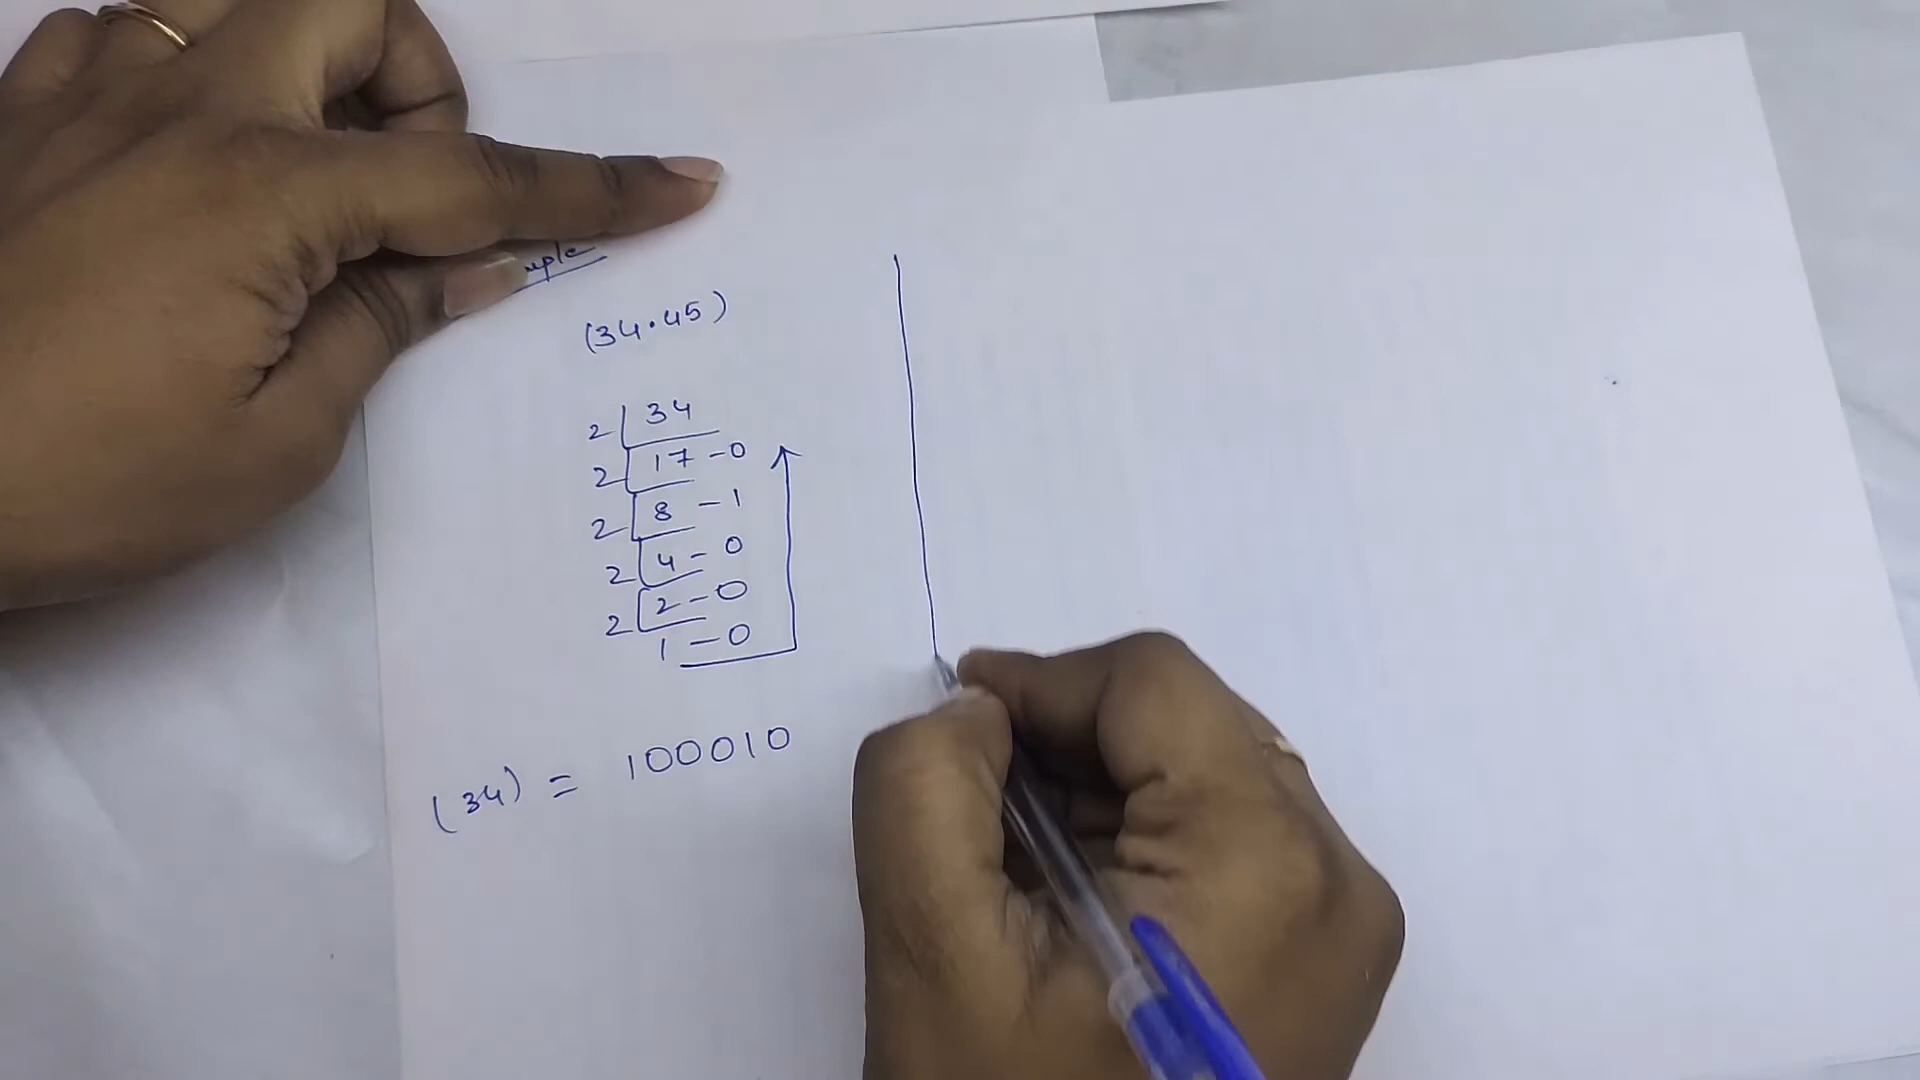 (34.45)
2 34
2 17 - 0
2 8 - 1
2 4 - 0
2 2 - 0
1 - 0
(34) = 100010